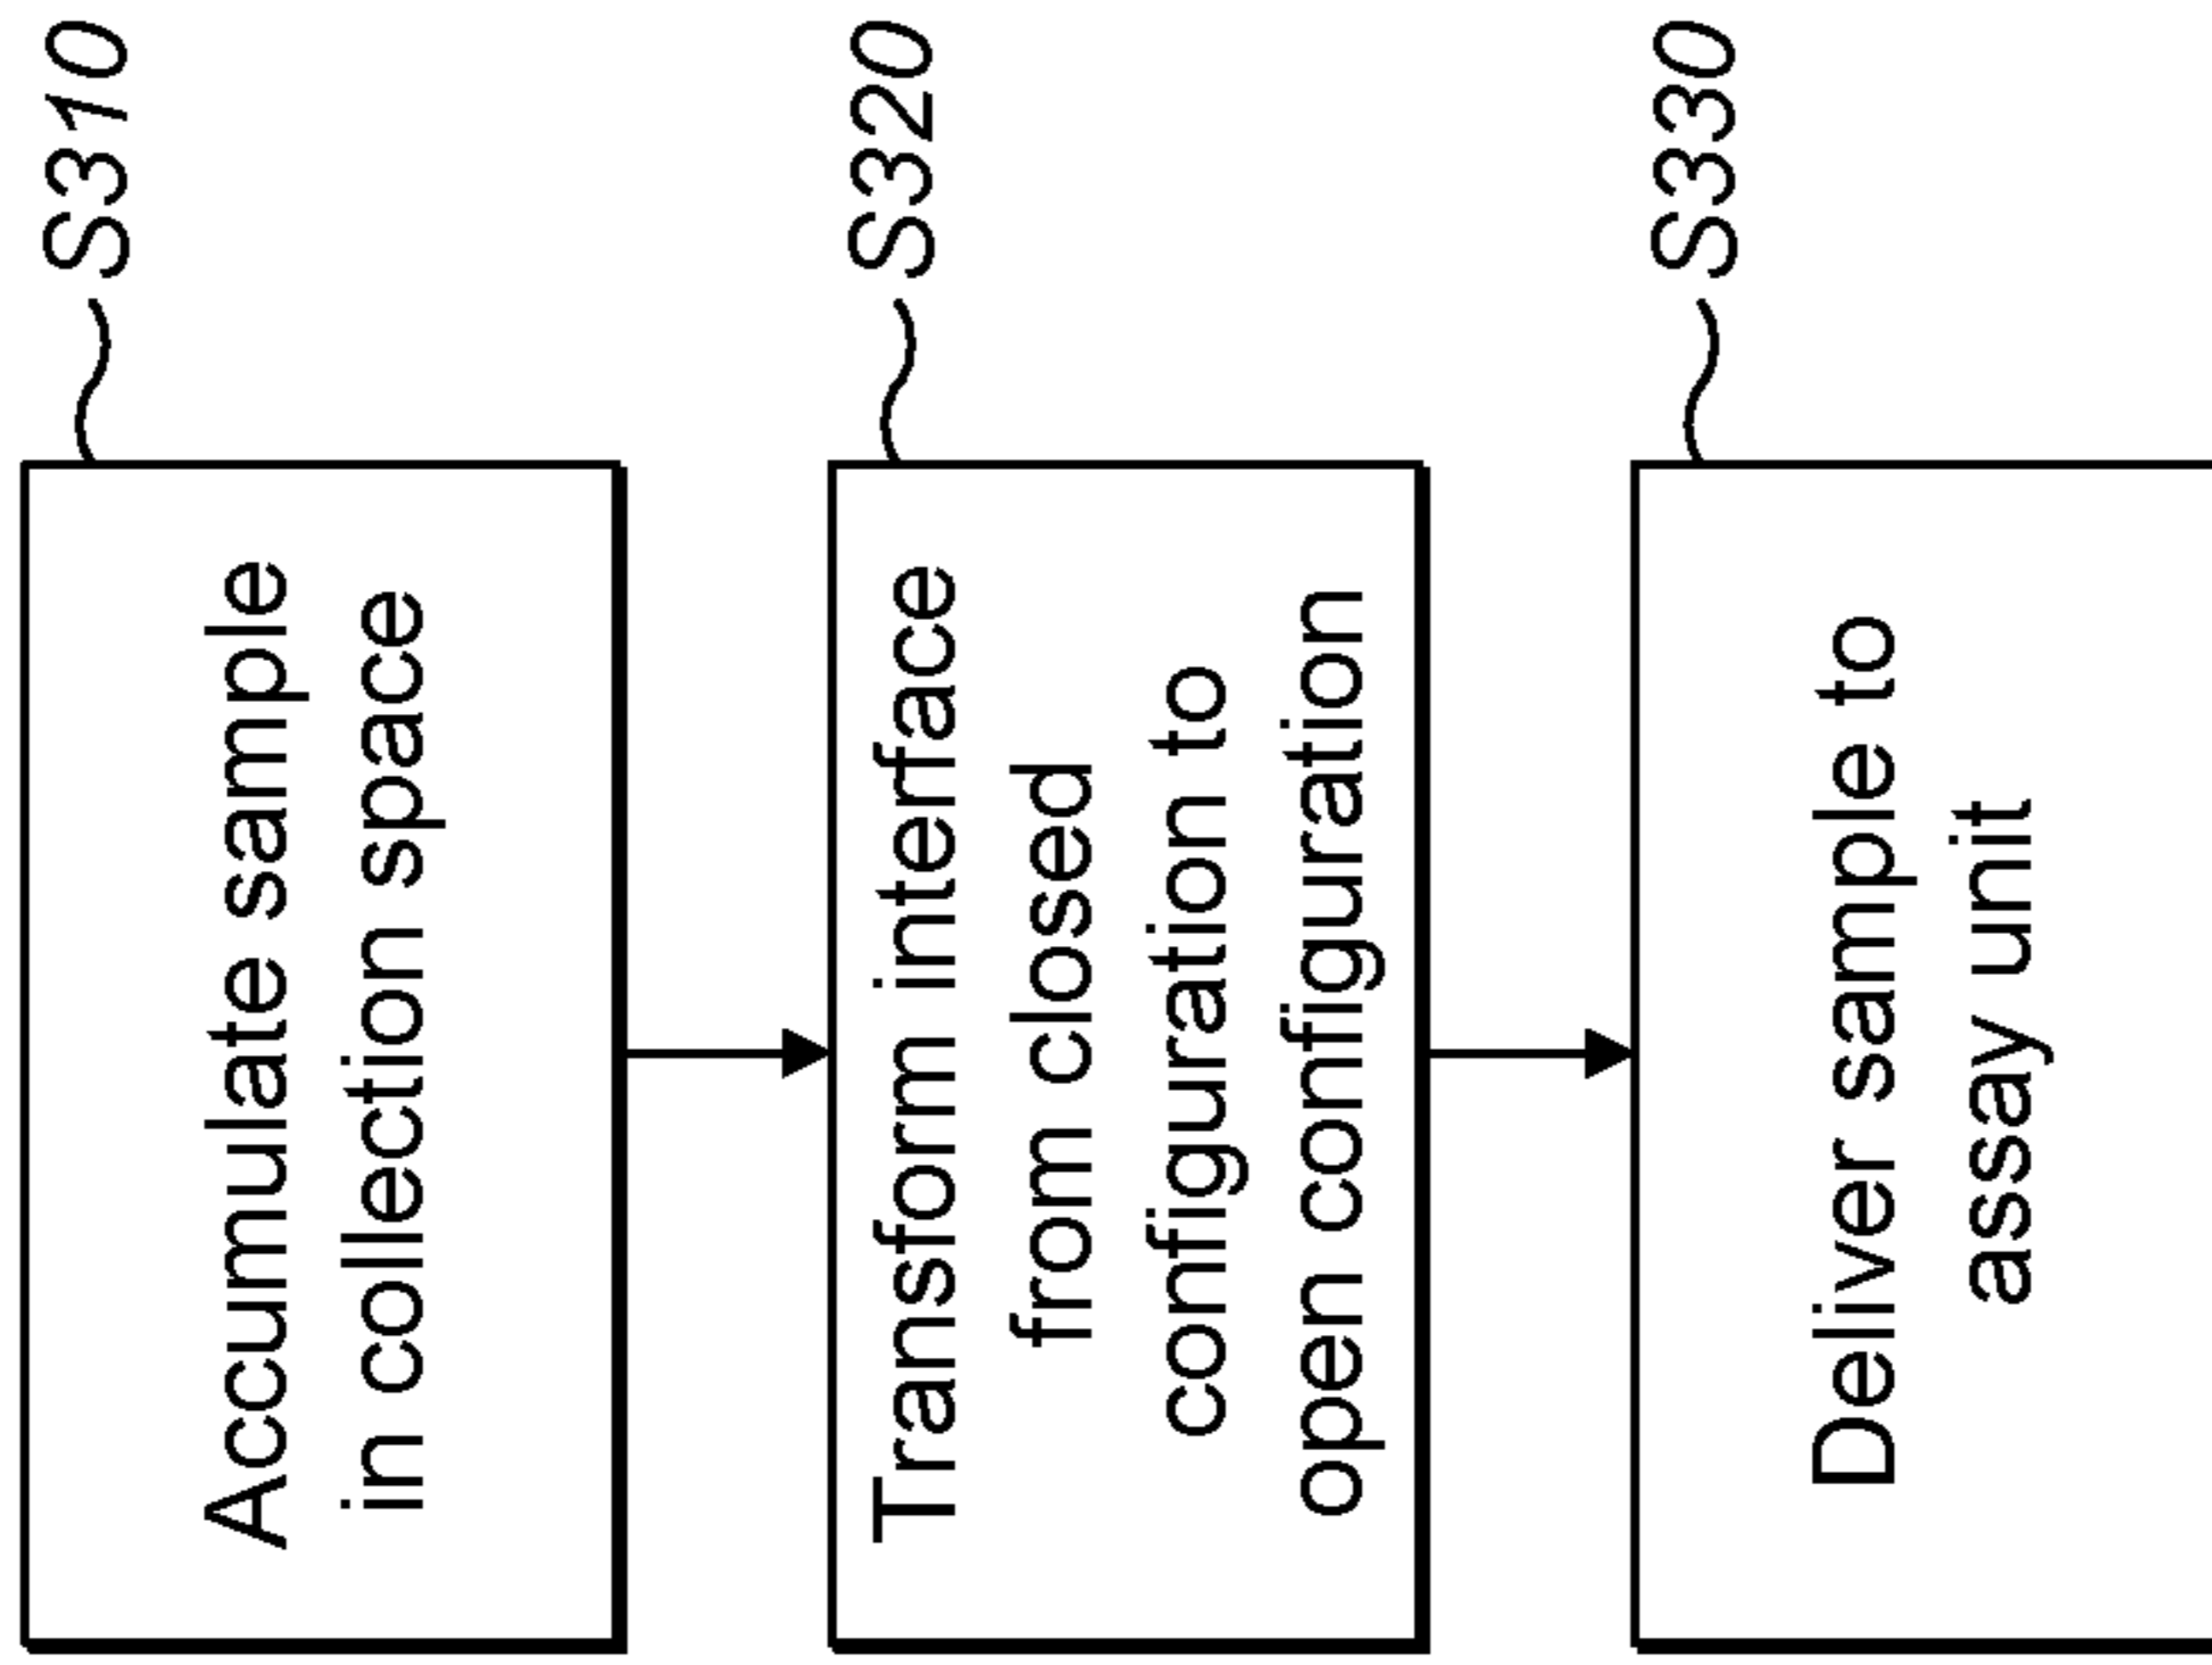 Accumulate sample
in collection space
S310
Transform interface
from closed
configuration to
open configuration
S320
Deliver sample to
assay unit
S330